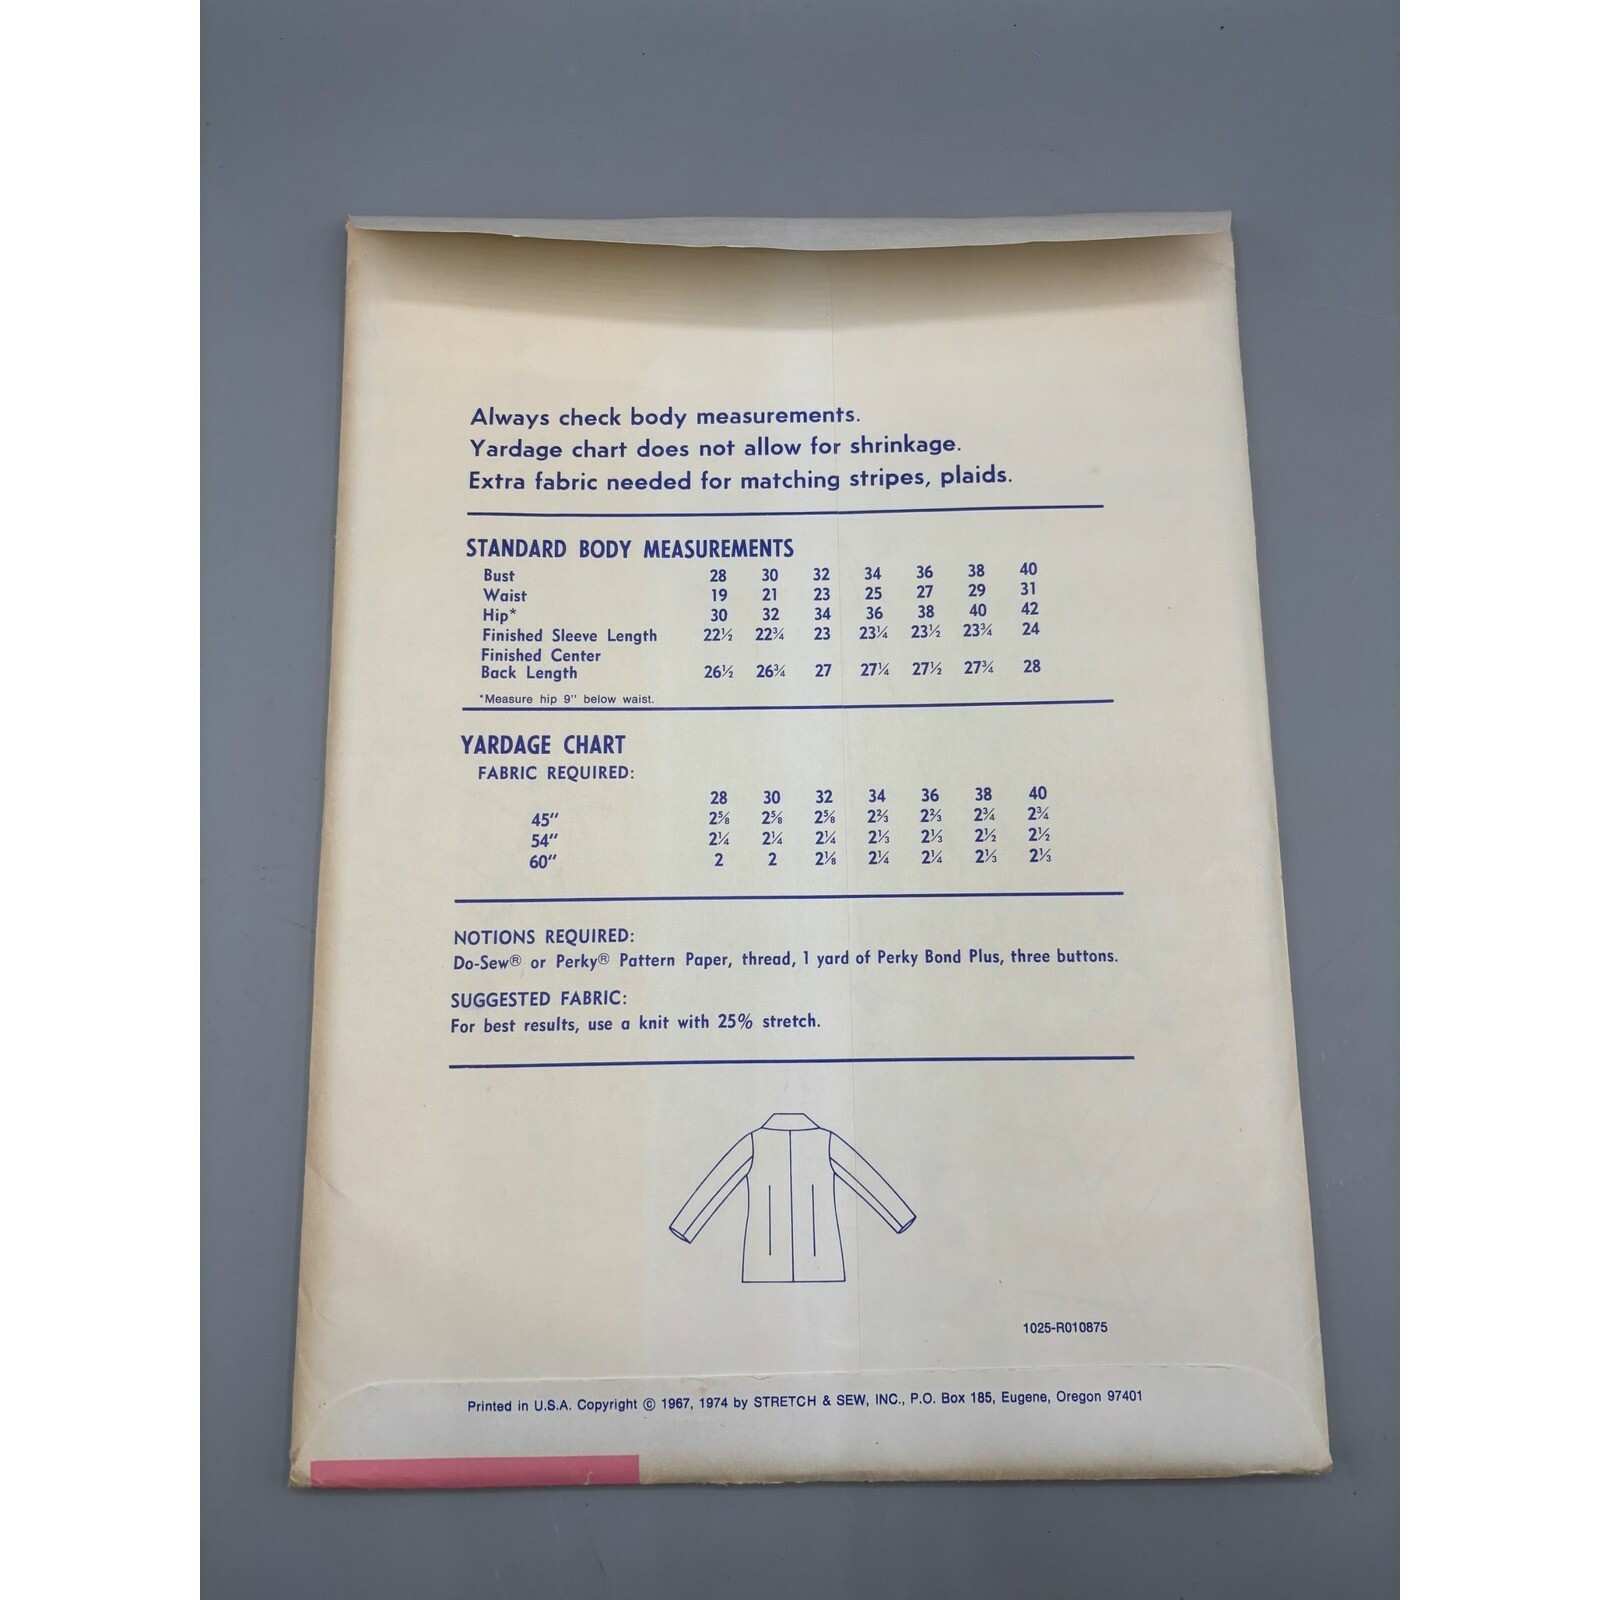 Always check body measurements.
Yardage chart does not allow for shrinkage.
Extra fabric needed for matching stripes, plaids.
STANDARD BODY MEASUREMENTS
Bust 28 30 32 34 36 38 40
Waist 19 21 23 25 27 29 31
Hip* 30 32 34 36 38 40 42
Finished Sleeve Length 22½ 22¾ 23 23¼ 23½ 23¾ 24
Finished Center
Back Length 26½ 26¾ 27 27¼ 27½ 27¾ 28
*Measure hip 9" below waist.
YARDAGE CHART
FABRIC REQUIRED:
28 30 32 34 36 38 40
45" 2⅝ 2⅝ 2⅝ 2⅔ 2⅔ 2¾ 2¾
54" 2¼ 2¼ 2¼ 2⅓ 2⅓ 2½ 2½
60" 2 2 2⅛ 2¼ 2¼ 2⅓ 2⅓
NOTIONS REQUIRED:
Do-Sew® or Perky® Pattern Paper, thread, 1 yard of Perky Bond Plus, three buttons.
SUGGESTED FABRIC:
For best results, use a knit with 25% stretch.
1025-R010875
Printed in U.S.A. Copyright © 1967, 1974 by STRETCH & SEW, INC., P.O. Box 185, Eugene, Oregon 97401